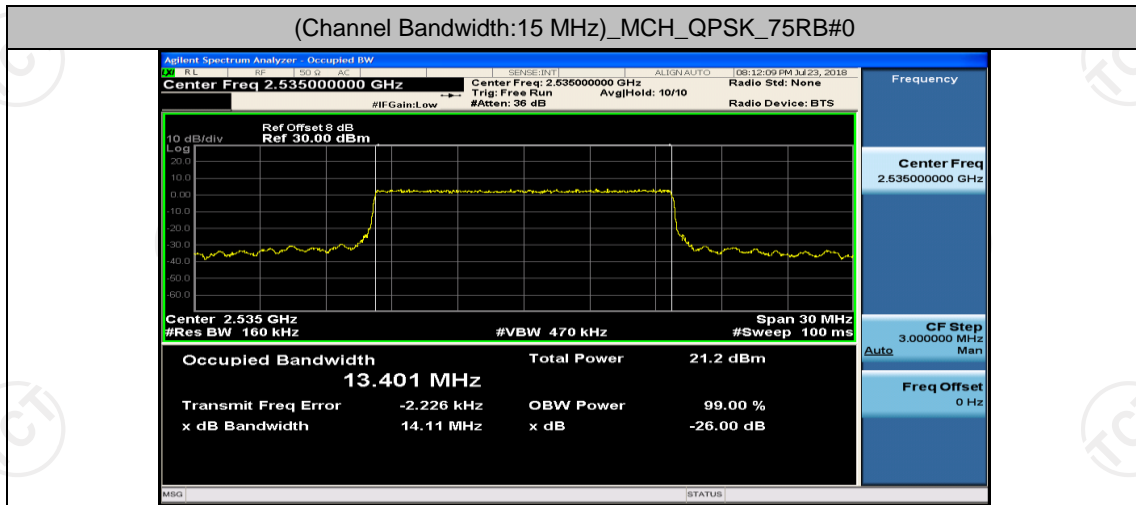 (Channel Bandwidth:15 MHz)_MCH_QPSK_75RB#0
Agilent Spectrum Analyzer - Occupied BW
LXI RL RF 50 Ω AC SENSE:INT ALIGN AUTO 08:12:09 PM Jul 23, 2018
Center Freq 2.535000000 GHz Center Freq: 2.535000000 GHz Radio Std: None Frequency
Trig: Free Run Avg|Hold: 10/10
#IFGain:Low #Atten: 36 dB Radio Device: BTS
Ref Offset 8 dB
10 dB/div Ref 30.00 dBm
Log
20.0
10.0
0.00
-10.0
-20.0
-30.0
-40.0
-50.0
-60.0
Center Freq
2.535000000 GHz
Center 2.535 GHz Span 30 MHz
#Res BW 160 kHz #VBW 470 kHz #Sweep 100 ms
CF Step
3.000000 MHz
Auto Man
Freq Offset
0 Hz
Occupied Bandwidth Total Power 21.2 dBm
13.401 MHz
Transmit Freq Error -2.226 kHz OBW Power 99.00 %
x dB Bandwidth 14.11 MHz x dB -26.00 dB
MSG STATUS
TCT
TCT